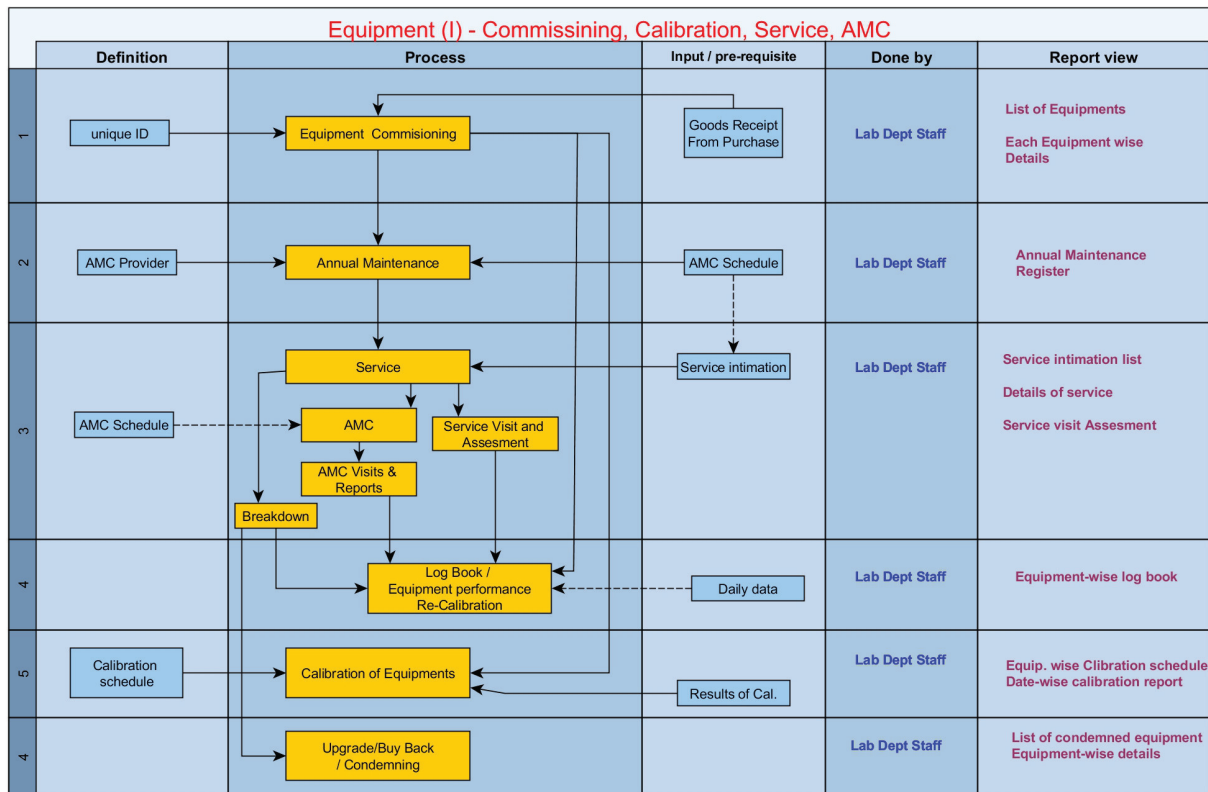 Equipment (I) - Commissining, Calibration, Service, AMC
Definition
Process
Input / pre-requisite
Done by
Report view
1
unique ID
Equipment Commisioning
Goods Receipt
From Purchase
Lab Dept Staff
List of Equipments
Each Equipment wise
Details
2
AMC Provider
Annual Maintenance
AMC Schedule
Lab Dept Staff
Annual Maintenance
Register
3
Service
Service intimation
Lab Dept Staff
Service intimation list
Details of service
Service visit Assesment
AMC Schedule
AMC
Service Visit and
Assesment
AMC Visits &
Reports
Breakdown
4
Log Book /
Equipment performance
Re-Calibration
Daily data
Lab Dept Staff
Equipment-wise log book
5
Calibration
schedule
Calibration of Equipments
Results of Cal.
Lab Dept Staff
Equip. wise Clibration schedule
Date-wise calibration report
4
Upgrade/Buy Back
/ Condemning
Lab Dept Staff
List of condemned equipment
Equipment-wise details